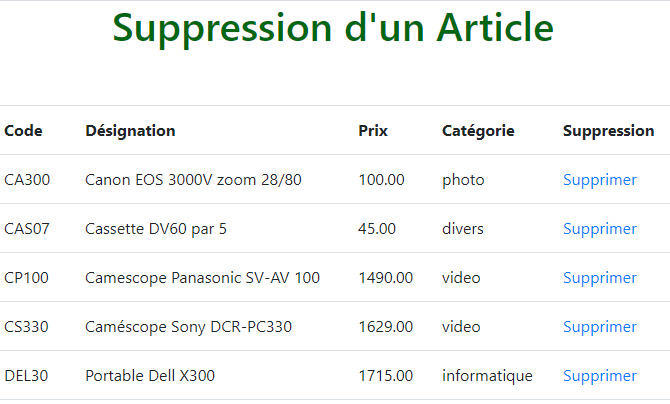 Suppression d'un Article
Code Désignation Prix Catégorie Suppression
CA300 Canon EOS 3000V zoom 28/80 100.00 photo Supprimer
CAS07 Cassette DV60 par 5 45.00 divers Supprimer
CP100 Camescope Panasonic SV-AV 100 1490.00 video Supprimer
CS330 Caméscope Sony DCR-PC330 1629.00 video Supprimer
DEL30 Portable Dell X300 1715.00 informatique Supprimer